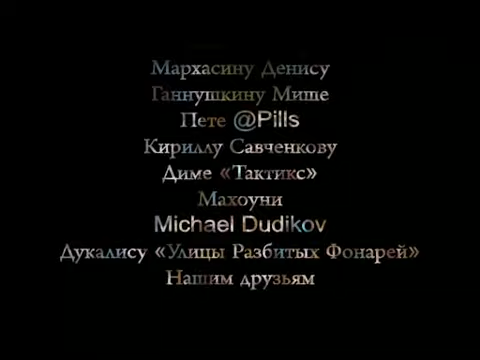 Мархасину Денису
Ганнушкину Мише
Пете @Pills
Кириллу Савченкову
Диме «Тактикс»
Махоуни
Michael Dudikov
Дукалису «Улицы Разбитых Фонарей»
Нашим друзьям